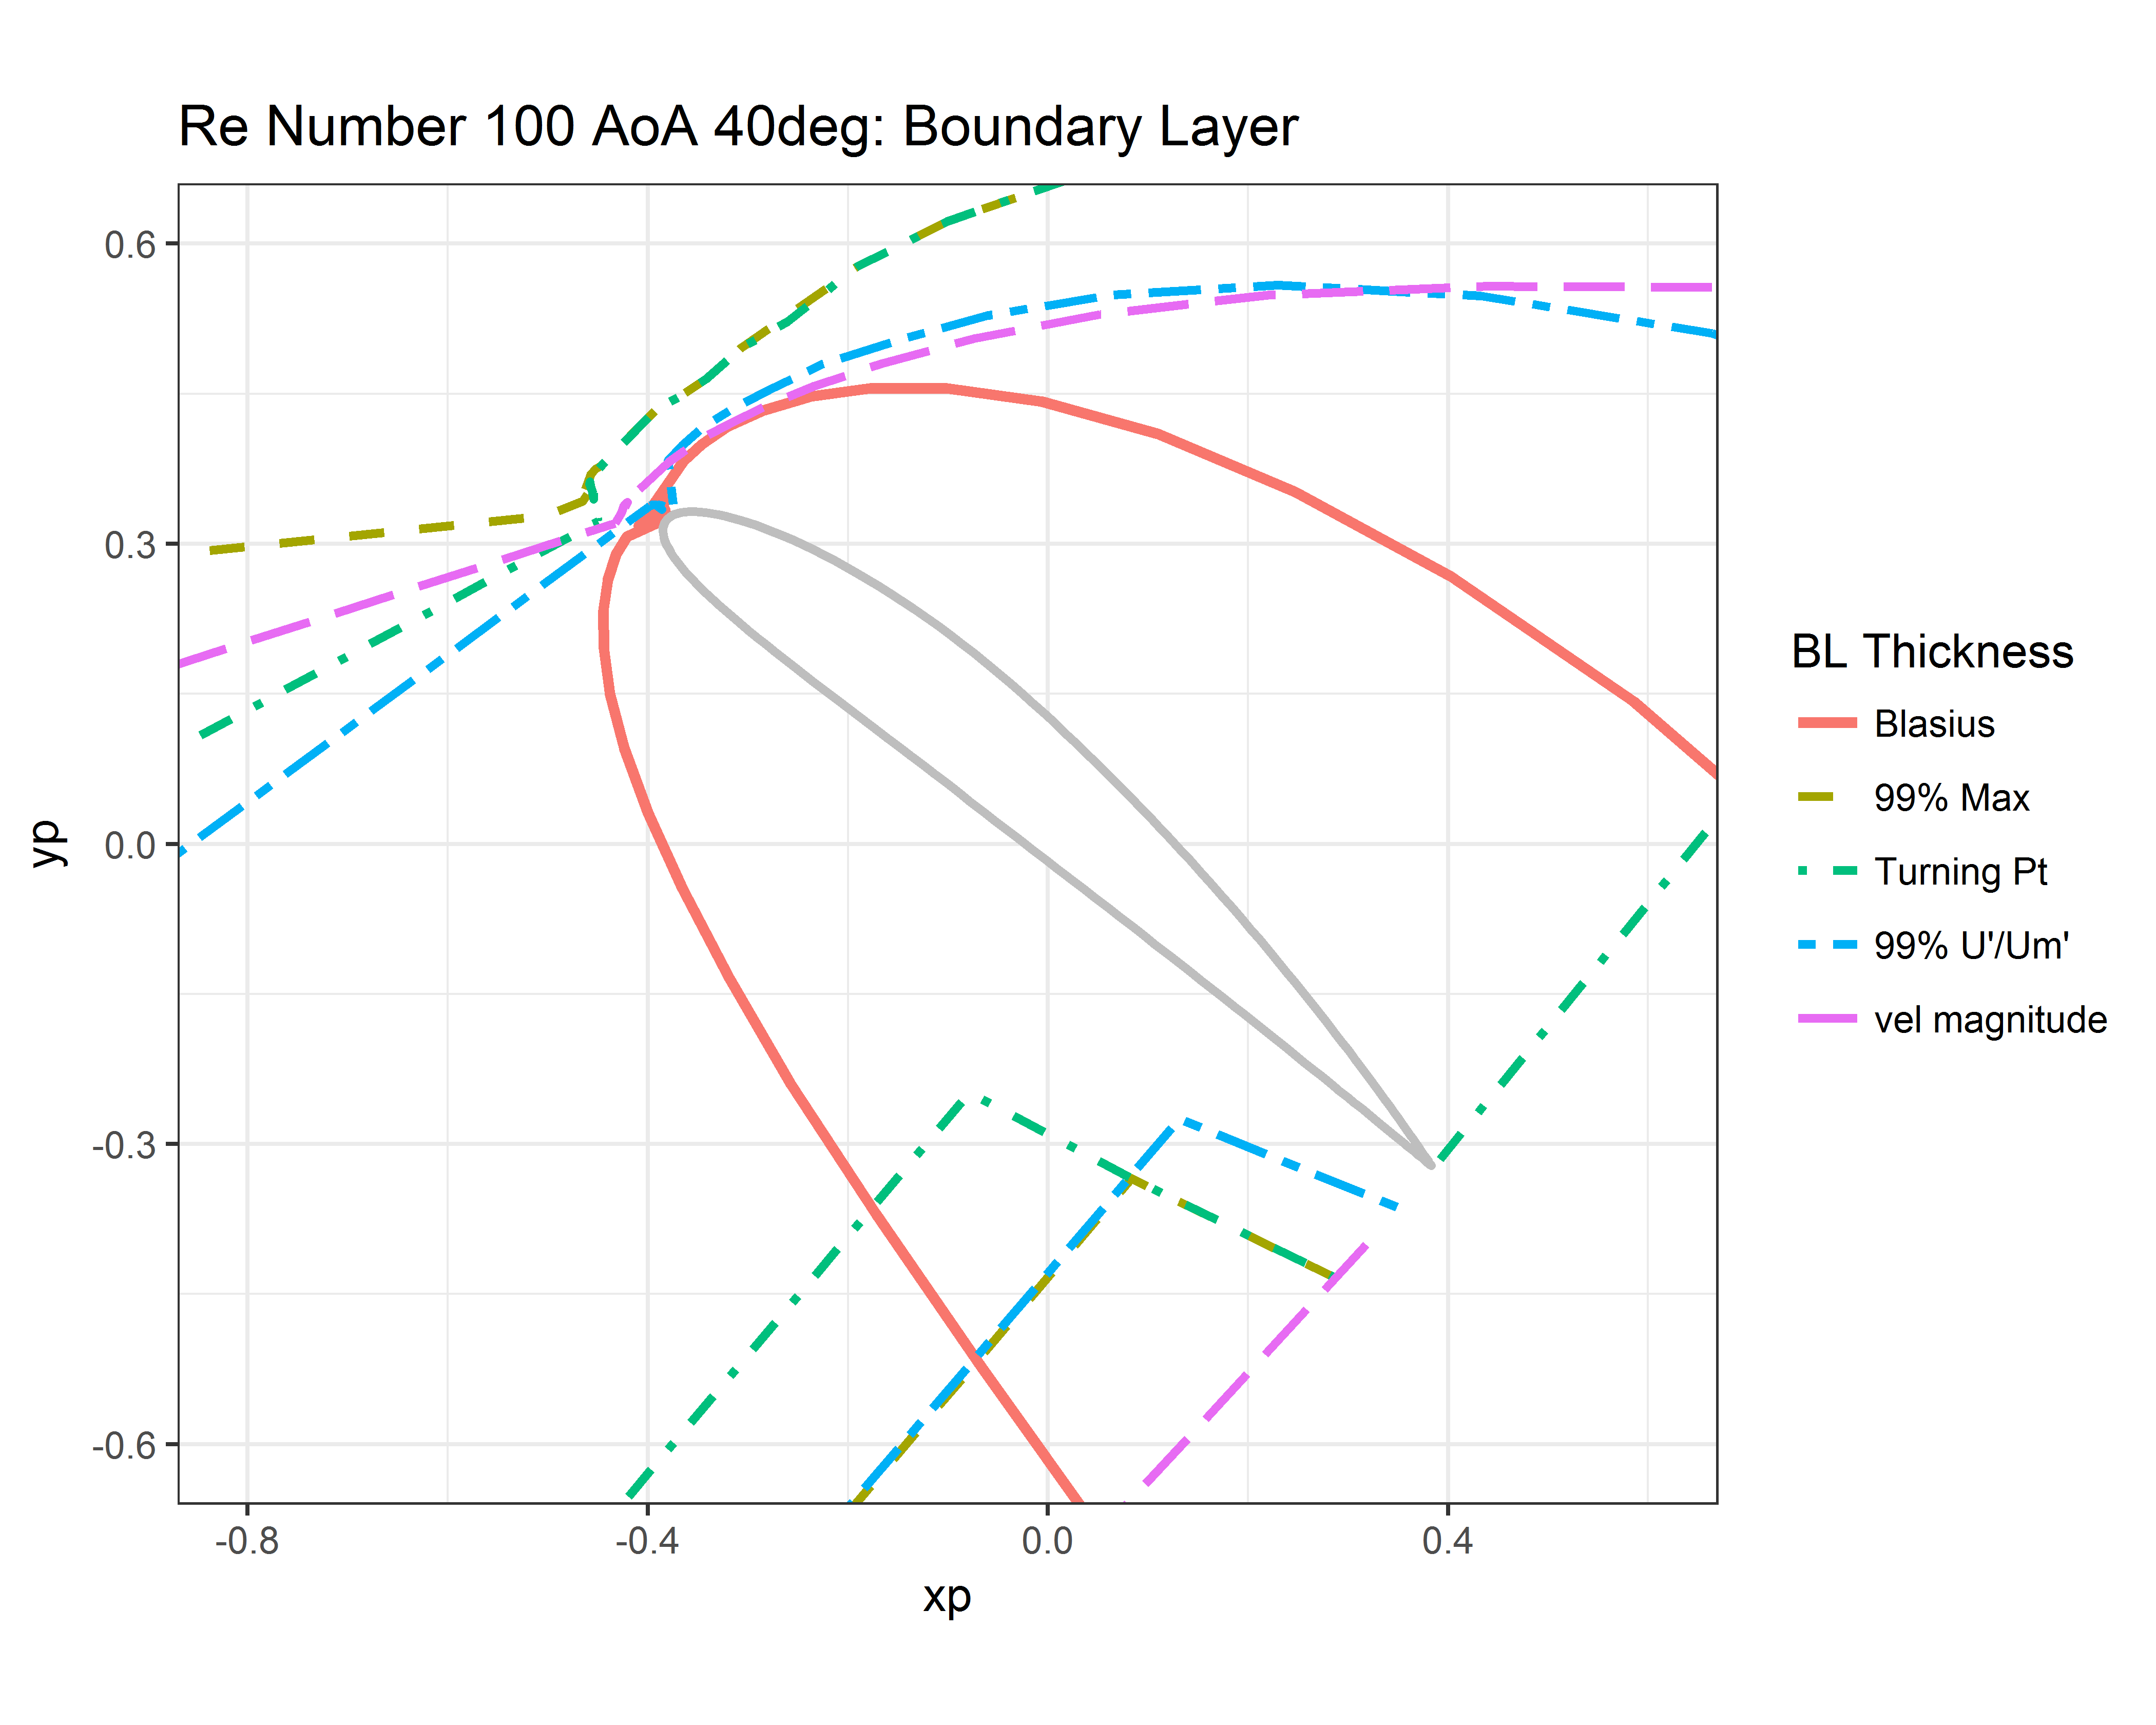 Re Number 100 AoA 40deg: Boundary Layer
0.6
0.3
0.0
-0.3
-0.6
yp
-0.8
-0.4
0.0
0.4
xp
BL Thickness
Blasius
99% Max
Turning Pt
99% U'/Um'
vel magnitude